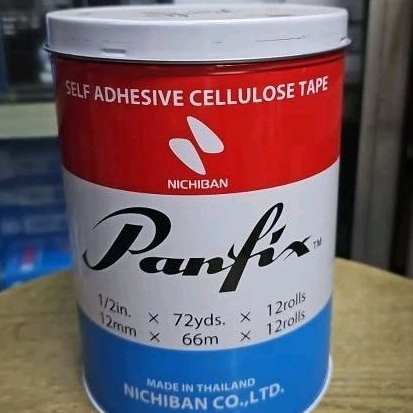 SELF ADHESIVE CELLULOSE TAPE
NICHIBAN
Panfix™
1/2in. × 72yds. × 12rolls
12mm × 66m × 12rolls
MADE IN THAILAND
NICHIBAN CO.,LTD.